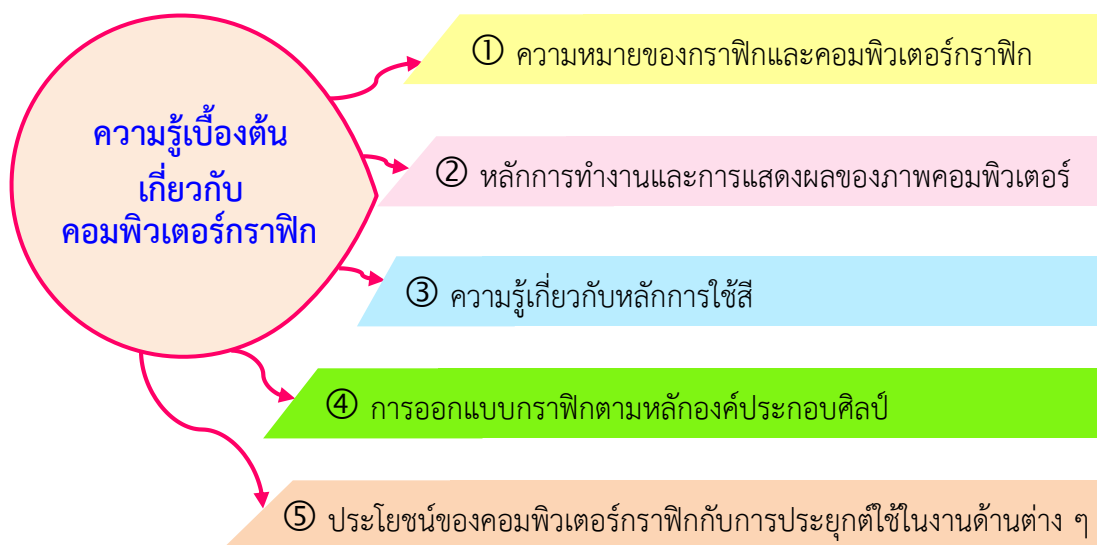 ความรู้เบื้องต้น
เกี่ยวกับ
คอมพิวเตอร์กราฟิก
① ความหมายของกราฟิกและคอมพิวเตอร์กราฟิก
② หลักการทำงานและการแสดงผลของภาพคอมพิวเตอร์
③ ความรู้เกี่ยวกับหลักการใช้สี
④ การออกแบบกราฟิกตามหลักองค์ประกอบศิลป์
⑤ ประโยชน์ของคอมพิวเตอร์กราฟิกกับการประยุกต์ใช้ในงานด้านต่าง ๆ